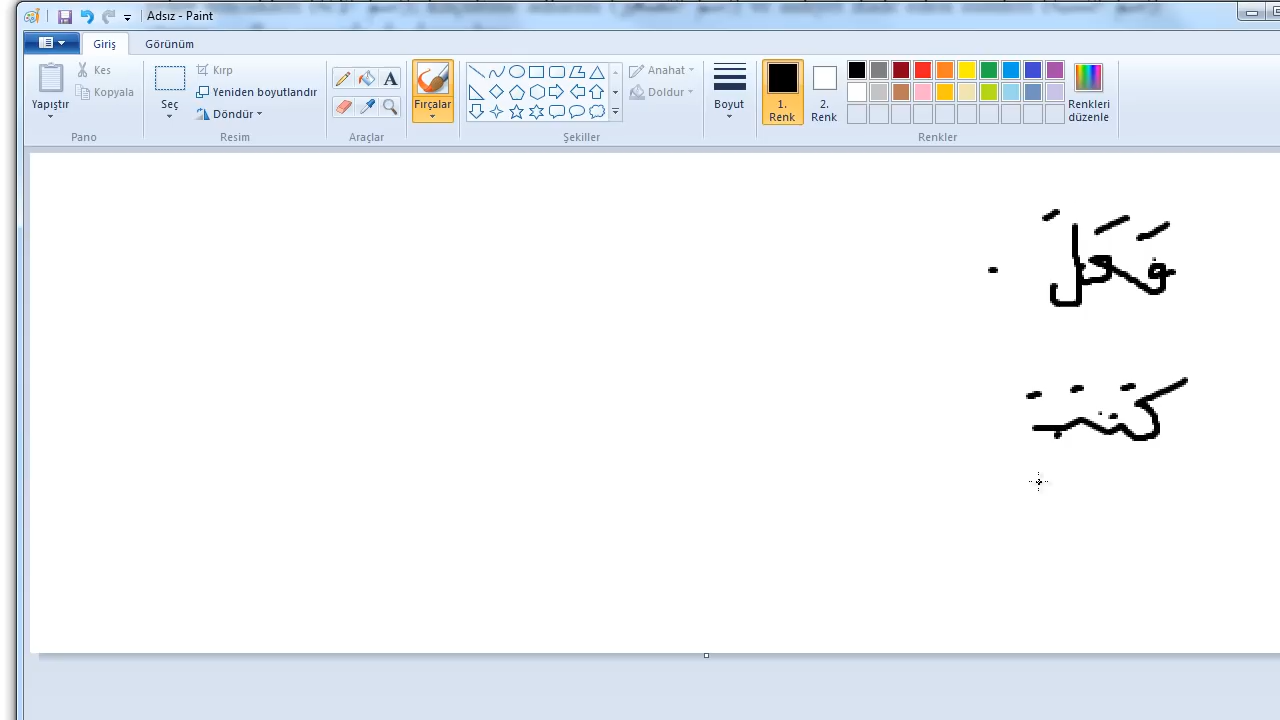 Adsız - Paint
Giriş
Görünüm
Yapıştır
Kes
Kopyala
Pano
Seç
Kırp
Yeniden boyutlandır
Döndür
Resim
A
Araçlar
Fırçalar
Anahat
Doldur
Şekiller
Boyut
1. Renk
2. Renk
Renkleri düzenle
Renkler
فَعَلَ
كَتَبَ